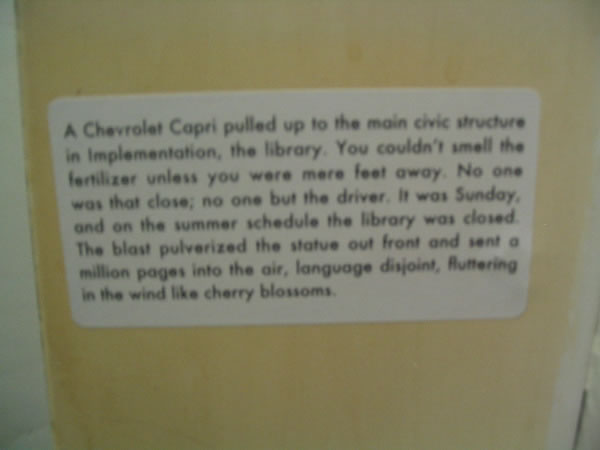 A Chevrolet Capri pulled up to the main civic structure
in Implementation, the library. You couldn't smell the
fertilizer unless you were mere feet away. No one
was that close; no one but the driver. It was Sunday,
and on the summer schedule the library was closed.
The blast pulverized the statue out front and sent a
million pages into the air, language disjoint, fluttering
in the wind like cherry blossoms.